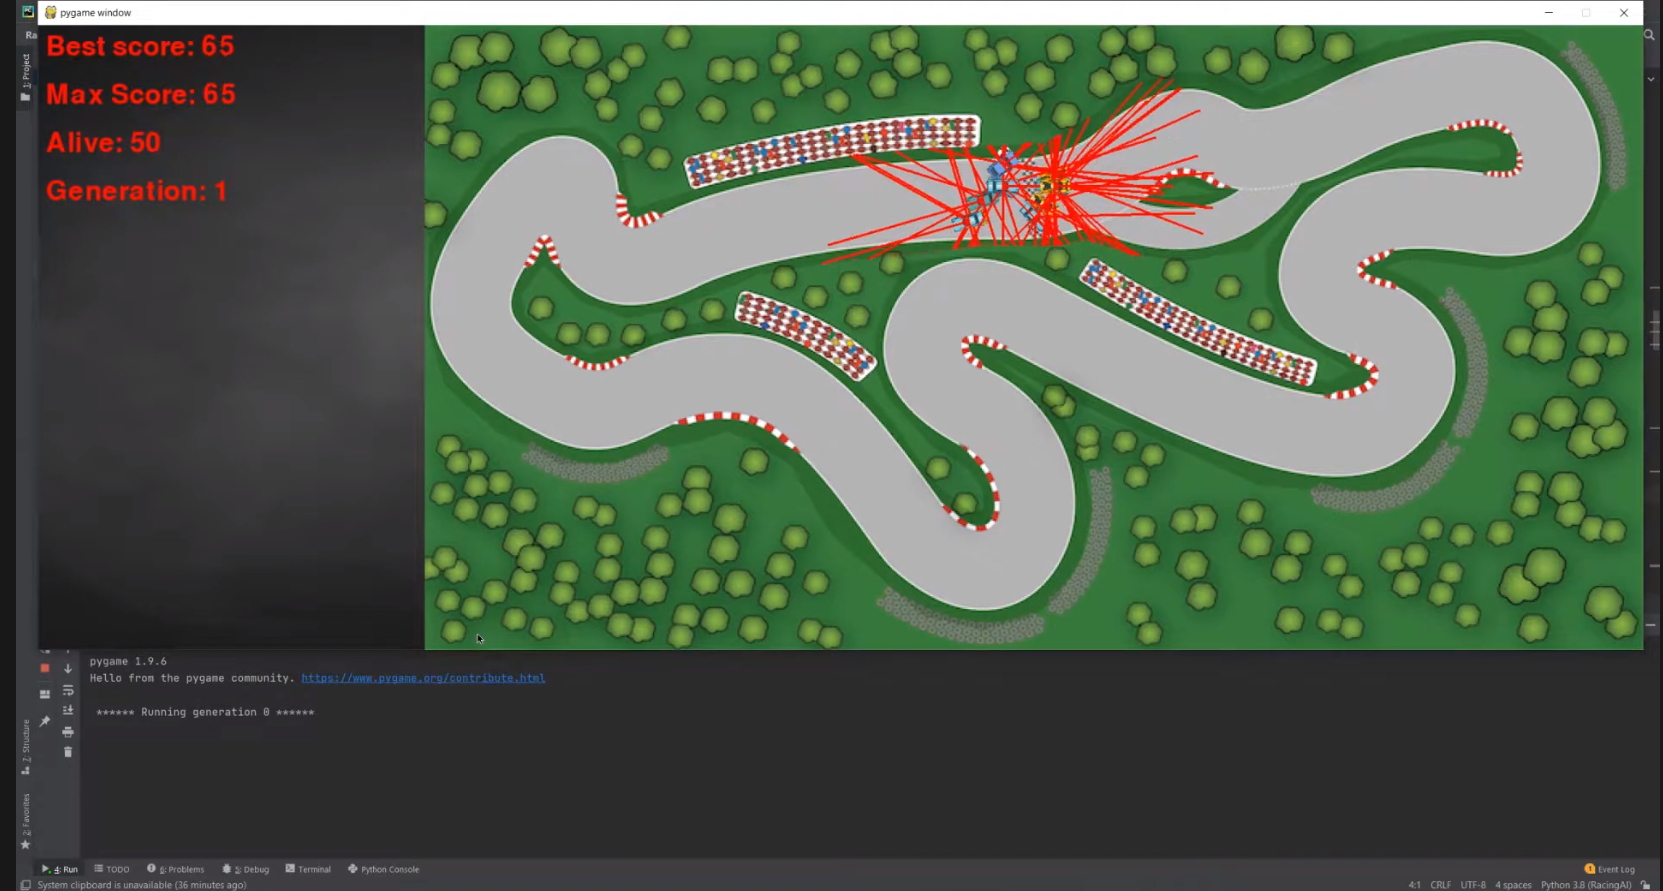 pygame window
Ra
Best score: 65
Max Score: 65
Alive: 50
Generation: 1
1: Project
pygame 1.9.6
Hello from the pygame community. https://www.pygame.org/contribute.html
****** Running generation 0 ******
7: Structure
2: Favorites
4: Run TODO 6: Problems 5: Debug Terminal Python Console 1 Event Log
System clipboard is unavailable (36 minutes ago) 4:1 CRLF UTF-8 4 spaces Python 3.8 (RacingAI)